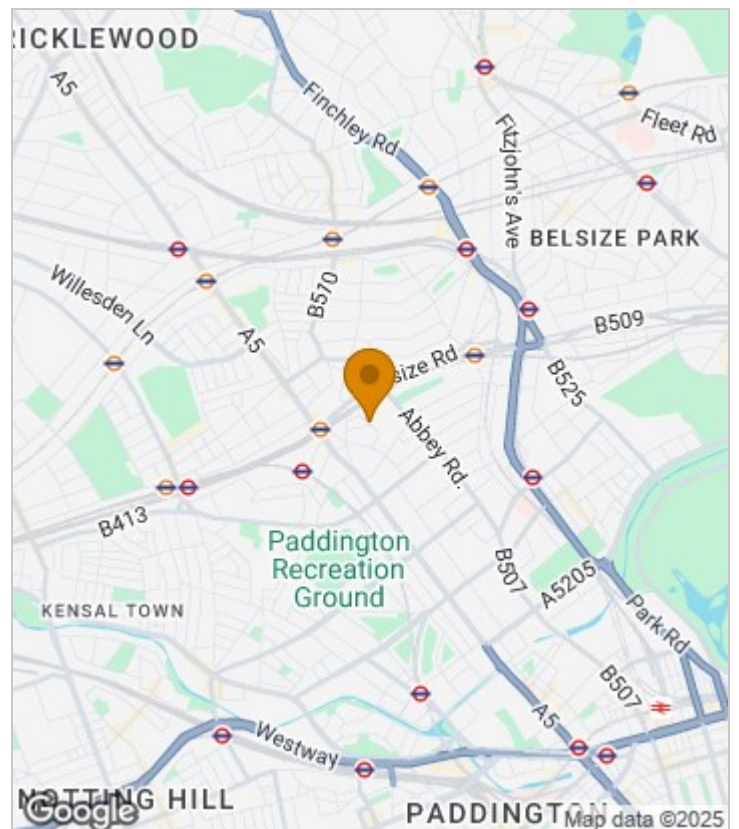 RICKLEWOOD
A5
Finchley Rd
Fitzjohn's Ave
Fleet Rd
BELSIZE PARK
Willesden Ln
B570
A5
B509
size Rd
B525
Abbey Rd.
B413
Paddington
Recreation
Ground
B507
A5205
KENSAL TOWN
Park Rd
B507
A5
Westway
NOTTING HILL
PADDINGTON
Google
Map data ©2025